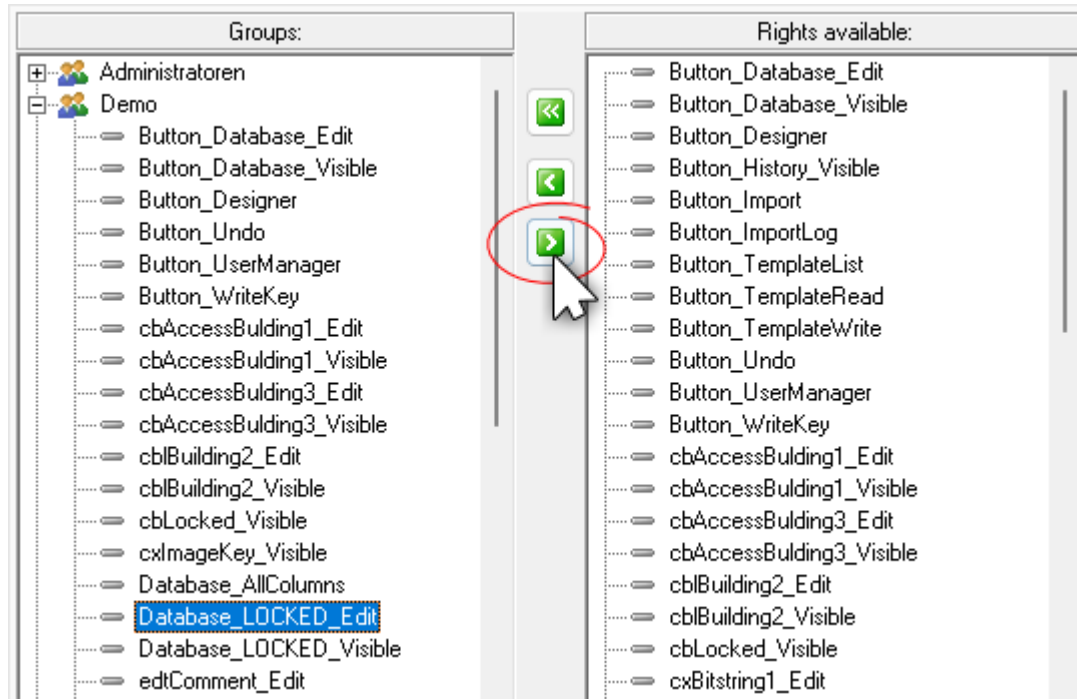 Groups:
Administratoren
Demo
Button_Database_Edit
Button_Database_Visible
Button_Designer
Button_Undo
Button_UserManager
Button_WriteKey
cbAccessBulding1_Edit
cbAccessBulding1_Visible
cbAccessBulding3_Edit
cbAccessBulding3_Visible
cblBuilding2_Edit
cblBuilding2_Visible
cbLocked_Visible
cxImageKey_Visible
Database_AllColumns
Database_LOCKED_Edit
Database_LOCKED_Visible
edtComment_Edit
Rights available:
Button_Database_Edit
Button_Database_Visible
Button_Designer
Button_History_Visible
Button_Import
Button_ImportLog
Button_TemplateList
Button_TemplateRead
Button_TemplateWrite
Button_Undo
Button_UserManager
Button_WriteKey
cbAccessBulding1_Edit
cbAccessBulding1_Visible
cbAccessBulding3_Edit
cbAccessBulding3_Visible
cblBuilding2_Edit
cblBuilding2_Visible
cbLocked_Visible
cxBitstring1_Edit